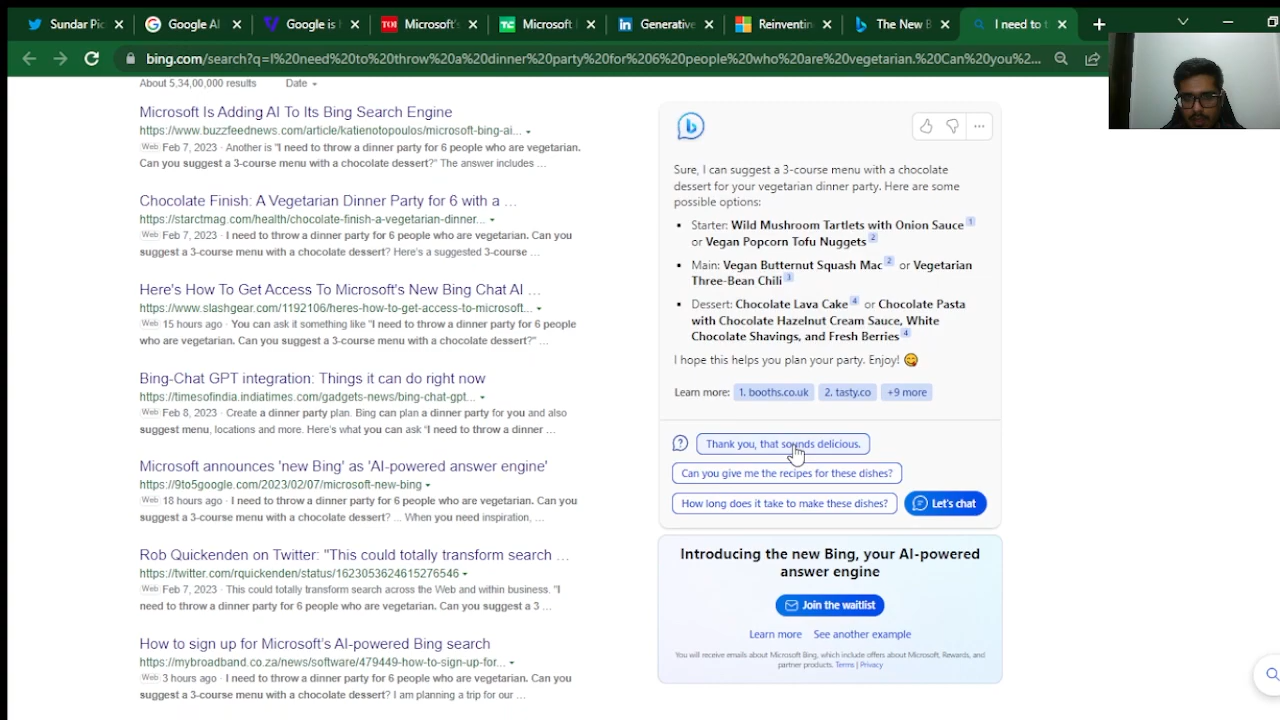 Sundar Pic
Google AI
Google is h
TOI
Microsoft's
Microsoft
Generative
Reinventin
The New B
I need to t
bing.com/search?q=I%20need%20to%20throw%20a%20dinner%20party%20for%206%20people%20who%20are%20vegetarian.%20Can%20you%2...
About 5,34,00,000 results
Date
Microsoft Is Adding AI To Its Bing Search Engine
https://www.buzzfeednews.com/article/katienotopoulos/microsoft-bing-ai...
Web Feb 7, 2023 · Another is "I need to throw a dinner party for 6 people who are vegetarian.
Can you suggest a 3-course menu with a chocolate dessert?" The answer includes ...
Chocolate Finish: A Vegetarian Dinner Party for 6 with a ...
https://starctmag.com/health/chocolate-finish-a-vegetarian-dinner...
Web Feb 7, 2023 · I need to throw a dinner party for 6 people who are vegetarian. Can you
suggest a 3-course menu with a chocolate dessert? Here's a suggested 3-course ...
Here's How To Get Access To Microsoft's New Bing Chat AI ...
https://www.slashgear.com/1192106/heres-how-to-get-access-to-microsoft...
Web 15 hours ago · You can ask it something like "I need to throw a dinner party for 6 people
who are vegetarian. Can you suggest a 3-course menu with a chocolate dessert?" ...
Bing-Chat GPT integration: Things it can do right now
https://timesofindia.indiatimes.com/gadgets-news/bing-chat-gpt...
Web Feb 8, 2023 · Create a dinner party plan. Bing can plan a dinner party for you and also
suggest menu, locations and more. Here's what you can ask "I need to throw a dinner ...
Microsoft announces 'new Bing' as 'AI-powered answer engine'
https://9to5google.com/2023/02/07/microsoft-new-bing
Web 18 hours ago · I need to throw a dinner party for 6 people who are vegetarian. Can you
suggest a 3-course menu with a chocolate dessert? ... When you need inspiration, ...
Rob Quickenden on Twitter: "This could totally transform search ...
https://twitter.com/rquickenden/status/1623053624615276546
Web Feb 7, 2023 · This could totally transform search across the Web and within business. "I
need to throw a dinner party for 6 people who are vegetarian. Can you suggest a 3 ...
How to sign up for Microsoft's AI-powered Bing search
https://mybroadband.co.za/news/software/479449-how-to-sign-up-for...
Web 3 hours ago · I need to throw a dinner party for 6 people who are vegetarian. Can you
suggest a 3-course menu with a chocolate dessert? I am planning a trip for our ...
Sure, I can suggest a 3-course menu with a chocolate
dessert for your vegetarian dinner party. Here are some
possible options:
• Starter: Wild Mushroom Tartlets with Onion Sauce 1
or Vegan Popcorn Tofu Nuggets 2
• Main: Vegan Butternut Squash Mac 2 or Vegetarian
Three-Bean Chili 3
• Dessert: Chocolate Lava Cake 4 or Chocolate Pasta
with Chocolate Hazelnut Cream Sauce, White
Chocolate Shavings, and Fresh Berries 4
I hope this helps you plan your party. Enjoy! 😋
Learn more: 1. booths.co.uk 2. tasty.co +9 more
Thank you, that sounds delicious.
Can you give me the recipes for these dishes?
How long does it take to make these dishes?
Let's chat
Introducing the new Bing, your AI-powered
answer engine
Join the waitlist
Learn more See another example
You will receive emails about Microsoft Bing, which include offers about Microsoft, Rewards, and
partner products. Terms | Privacy